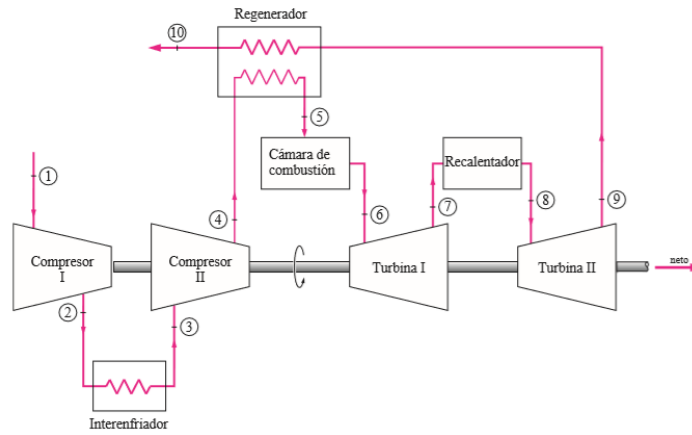 Regenerador
10
5
Cámara de
combustión
Recalentador
1
4
6
7
8
9
Compresor
I
Compresor
II
Turbina I
Turbina II
neto
2
3
Interenfriador